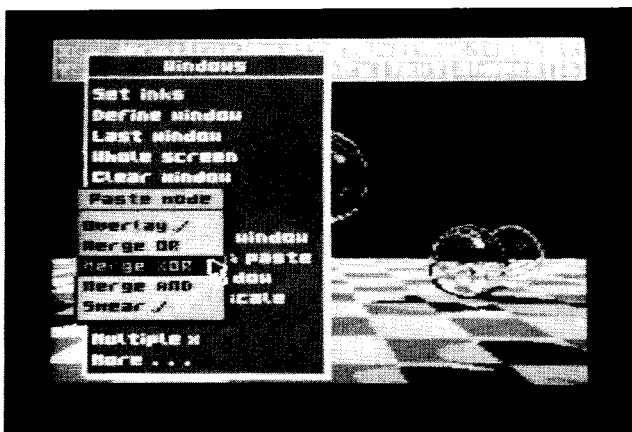 Windows
Set inks
Define window
Last window
Whole screen
Clear window
Paste mode
Overlay ✓
Merge OR
Merge XOR
Merge AND
Smear ✓
window
paste
dow
cale
Multiple x
More . . .